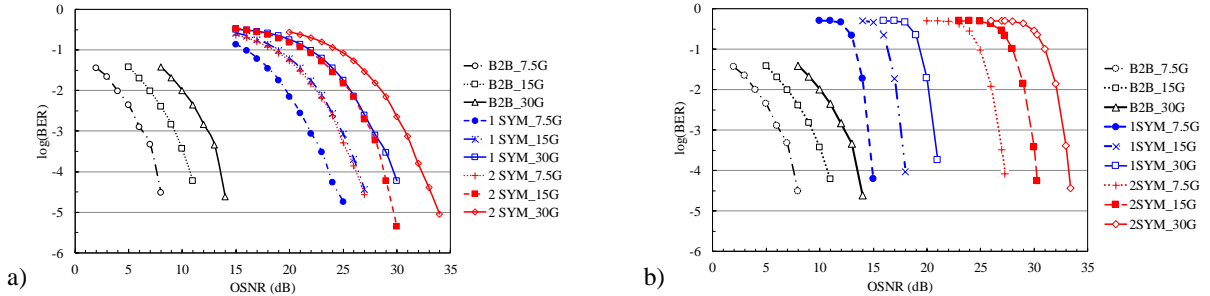 0
-1
-2
-3
-4
-5
-6
log(BER)
0 5 10 15 20 25 30 35
OSNR (dB)
B2B_7.5G
B2B_15G
B2B_30G
1 SYM_7.5G
1 SYM_15G
1 SYM_30G
2 SYM_7.5G
2 SYM_15G
2 SYM_30G
a)
0
-1
-2
-3
-4
-5
-6
log(BER)
0 5 10 15 20 25 30 35
OSNR (dB)
B2B_7.5G
B2B_15G
B2B_30G
1SYM_7.5G
1SYM_15G
1SYM_30G
2SYM_7.5G
2SYM_15G
2SYM_30G
b)